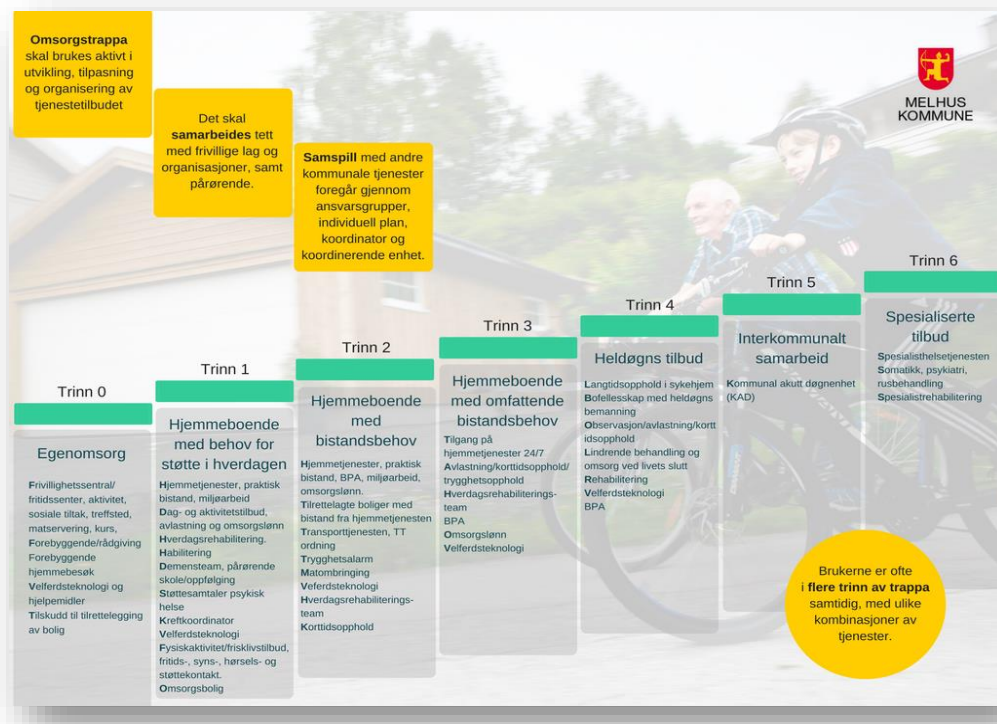 Omsorgstrappa
skal brukes aktivt i
utvikling, tilpasning
og organisering av
tjenestetilbudet
Det skal
samarbeides tett
med frivillige lag og
organisasjoner, samt
pårørende.
Samspill med andre
kommunale tjenester
foregår gjennom
ansvarsgrupper,
individuell plan,
koordinator og
koordinerende enhet.
MELHUS
KOMMUNE
Trinn 0
Egenomsorg
Frivillighetssentral/
fritidssenter, aktivitet,
sosiale tiltak, treffsted,
matservering, kurs,
Forebyggende/rådgiving
Forebyggende
hjemmebesøk
Velferdsteknologi og
hjelpemidler
Tilskudd til tilrettelegging
av bolig
Trinn 1
Hjemmeboende
med behov for
støtte i hverdagen
Hjemmetjenester, praktisk
bistand, miljøarbeid
Dag- og aktivitetstilbud,
avlastning og omsorgslønn
Hverdagsrehabilitering.
Habilitering
Demensteam, pårørende
skole/oppfølging
Støttesamtaler psykisk
helse
Kreftkoordinator
Velferdsteknologi
Fysiskaktivitet/frisklivstilbud,
fritids-, syns-, hørsels- og
støttekontakt.
Omsorgsbolig
Trinn 2
Hjemmeboende
med
bistandsbehov
Hjemmetjenester, praktisk
bistand, BPA, miljøarbeid,
omsorgslønn.
Tilrettelagte boliger med
bistand fra hjemmetjenesten
Transporttjenesten, TT
ordning
Trygghetsalarm
Matombringing
Veferdsteknologi
Hverdagsrehabiliterings-
team
Korttidsopphold
Trinn 3
Hjemmeboende
med omfattende
bistandsbehov
Tilgang på
hjemmetjenester 24/7
Avlastning/korttidsopphold/
trygghetsopphold
Hverdagsrehabiliterings-
team
BPA
Omsorgslønn
Velferdsteknologi
Trinn 4
Heldøgns tilbud
Langtidsopphold i sykehjem
Bofellesskap med heldøgns
bemanning
Observasjon/avlastning/kortt
idsopphold
Lindrende behandling og
omsorg ved livets slutt
Rehabilitering
Velferdsteknologi
BPA
Trinn 5
Interkommunalt
samarbeid
Kommunal akutt døgnenhet
(KAD)
Trinn 6
Spesialiserte
tilbud
Spesialisthelsetjenesten
Somatikk, psykiatri,
rusbehandling
Spesialistrehabilitering
Brukerne er ofte
i flere trinn av trappa
samtidig, med ulike
kombinasjoner av
tjenester.